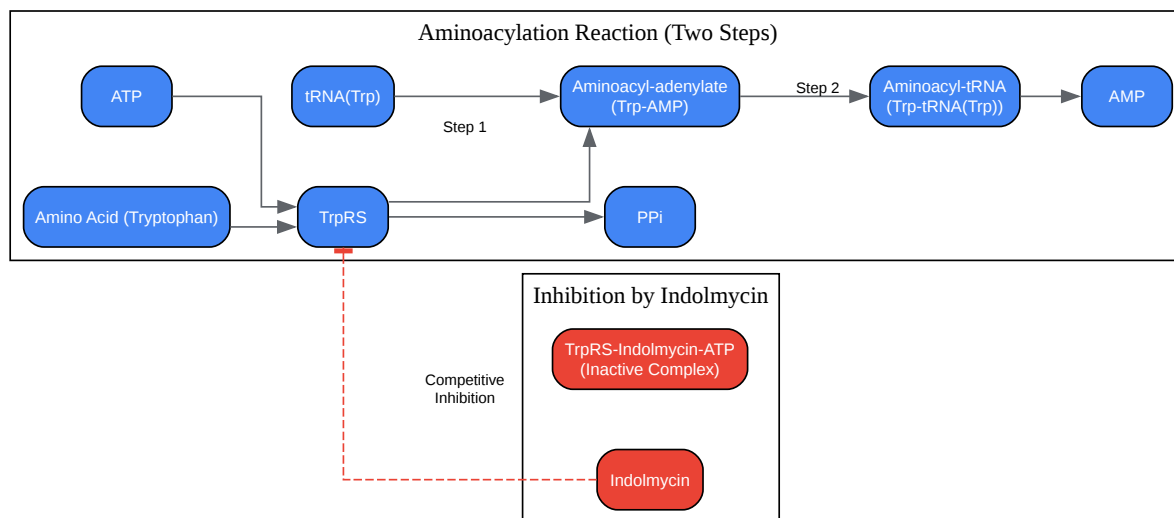 Aminoacylation Reaction (Two Steps)
ATP
tRNA(Trp)
Aminoacyl-adenylate
(Trp-AMP)
Step 2
Aminoacyl-tRNA
(Trp-tRNA(Trp))
AMP
Step 1
Amino Acid (Tryptophan)
TrpRS
PPi
Inhibition by Indolmycin
TrpRS-Indolmycin-ATP
(Inactive Complex)
Competitive
Inhibition
Indolmycin